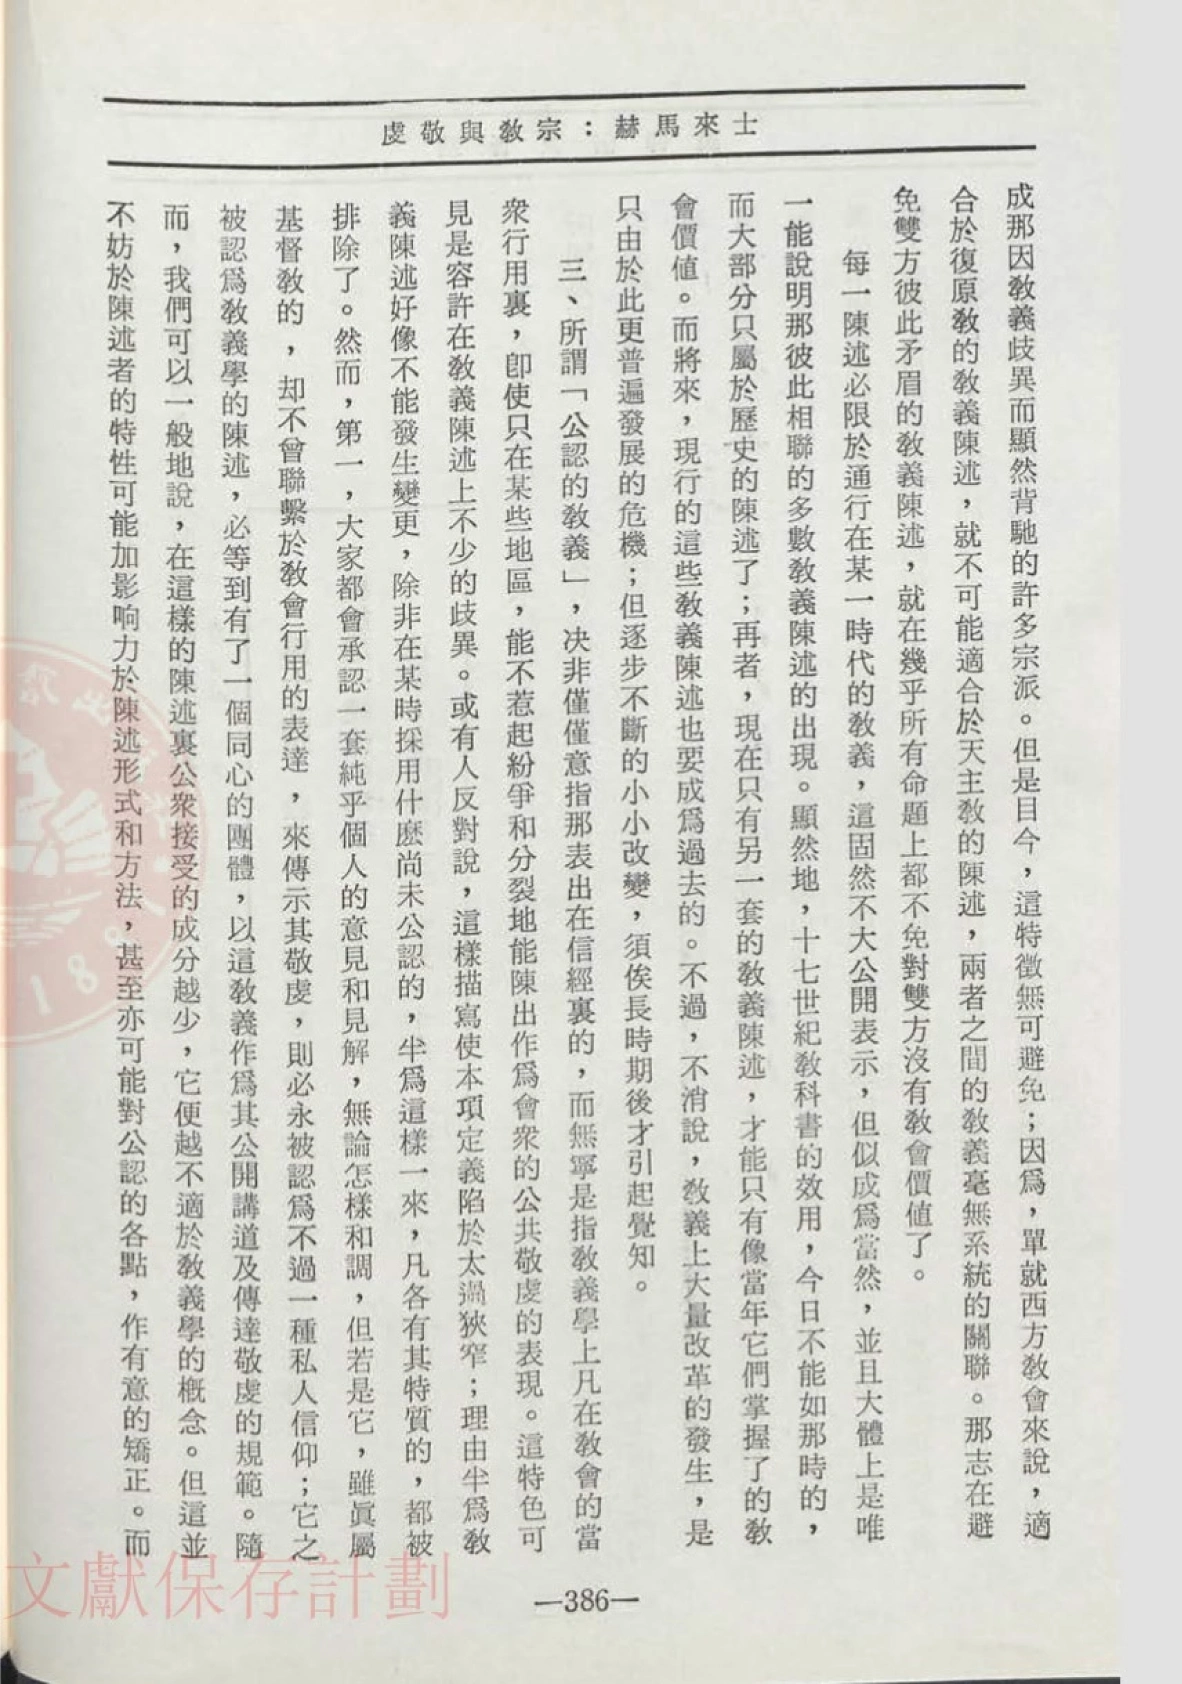 士來馬赫：宗教與敬虔
成那因教義歧異而顯然背馳的許多宗派。但是目今，這特徵無可避免；因爲，單就西方教會來說，適
合於復原教的教義陳述，就不可能適合於天主教的陳述，兩者之間的教義毫無系統的關聯。那志在避
免雙方彼此矛眉的教義陳述，就在幾乎所有命題上都不免對雙方沒有教會價値了。
每一陳述必限於通行在某一時代的教義，這固然不大公開表示，但似成爲當然，並且大體上是唯
一能說明那彼此相聯的多數教義陳述的出現。顯然地，十七世紀教科書的效用，今日不能如那時的，
而大部分只屬於歷史的陳述了；再者，現在只有另一套的教義陳述，才能只有像當年它們掌握了的教
會價値。而將來，現行的這些教義陳述也要成爲過去的。不過，不消說，教義上大量改革的發生，是
只由於此更普遍發展的危機；但逐步不斷的小小改變，須俟長時期後才引起覺知。
三、所謂「公認的教義」，决非僅僅意指那表出在信經裏的，而無寧是指教義學上凡在教會的當
衆行用裏，卽使只在某些地區，能不惹起紛爭和分裂地能陳出作爲會衆的公共敬虔的表現。這特色可
見是容許在教義陳述上不少的歧異。或有人反對說，這樣描寫使本項定義陷於太過狹窄；理由半爲教
義陳述好像不能發生變更，除非在某時採用什麽尚未公認的，半爲這樣一來，凡各有其特質的，都被
排除了。然而，第一，大家都會承認一套純乎個人的意見和見解，無論怎樣和調，但若是它，雖眞屬
基督教的，却不曾聯繫於教會行用的表達，來傳示其敬虔，則必永被認爲不過一種私人信仰；它之
被認爲教義學的陳述，必等到有了一個同心的團體，以這教義作爲其公開講道及傳達敬虔的規範。隨
而，我們可以一般地說，在這樣的陳述裏公衆接受的成分越少，它便越不適於教義學的槪念。但這並
不妨於陳述者的特性可能加影响力於陳述形式和方法，甚至亦可能對公認的各點，作有意的矯正。而
—386—
文獻保存計劃